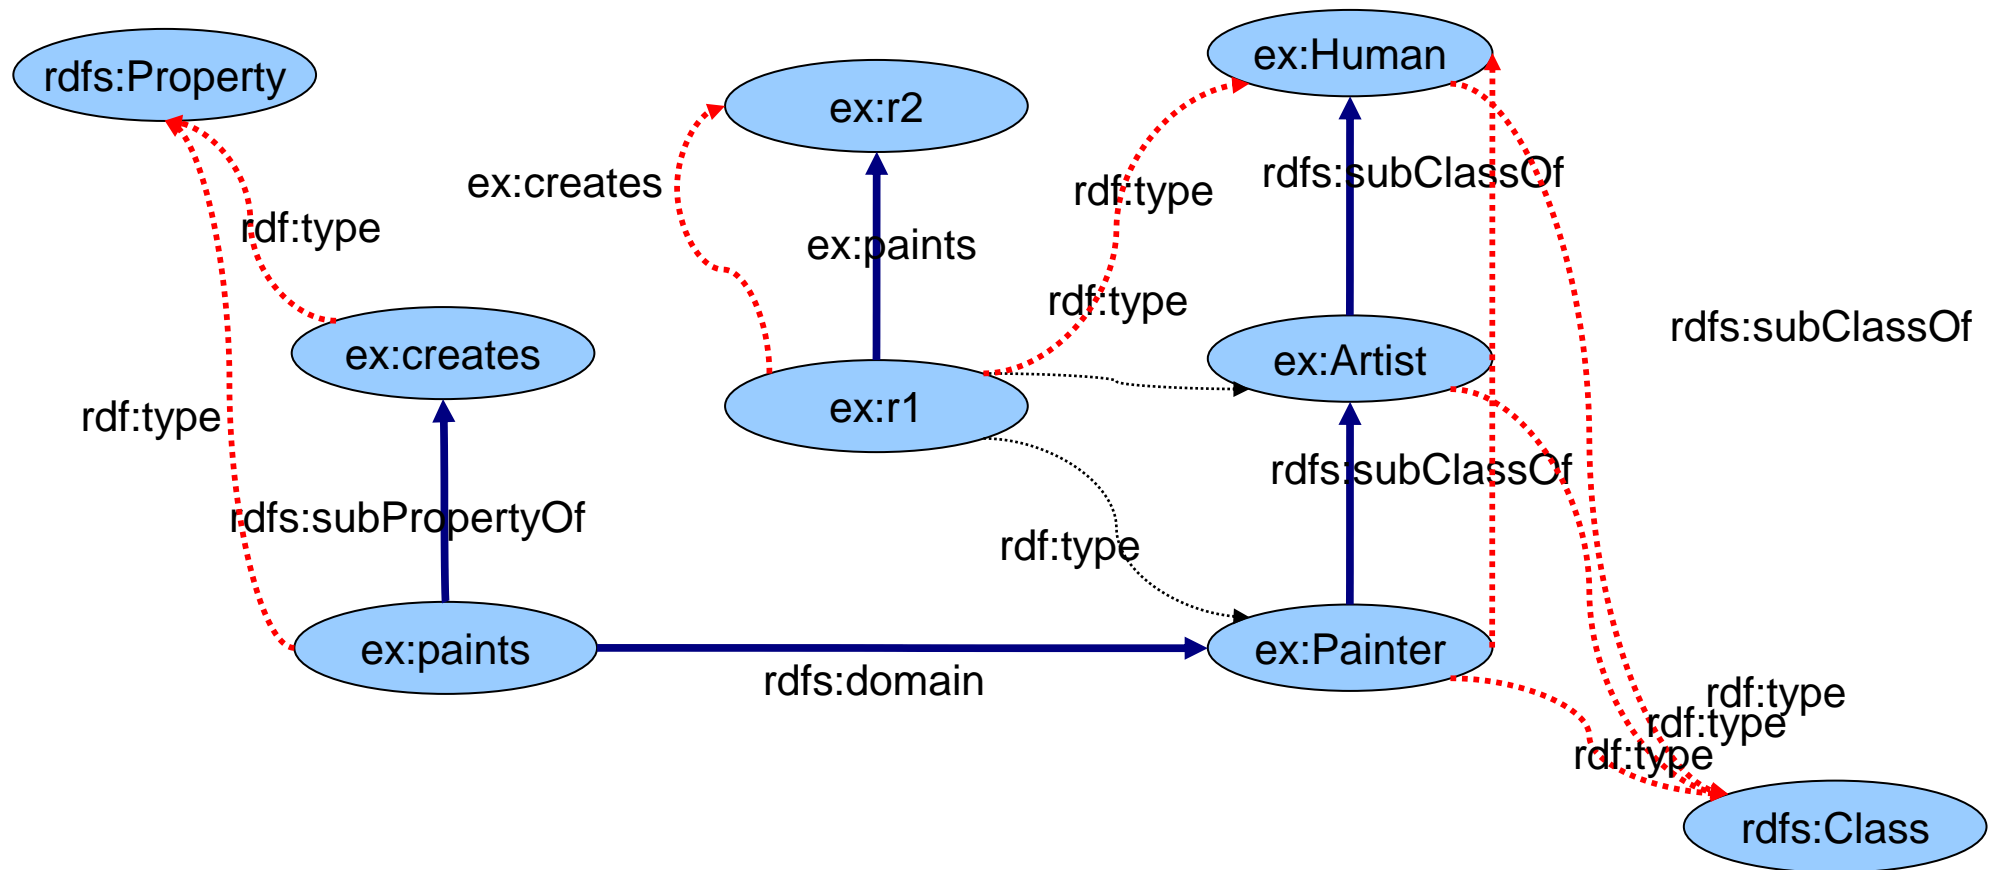 ex:Human
rdfs:Property
ex:r2
rdfs:subClassOf
ex:creates
rdf:type
rdf:type
ex:paints
rdf:type
rdfs:subClassOf
ex:creates
ex:Artist
ex:r1
rdf:type
rdfs:subClassOf
rdfs:subPropertyOf
rdf:type
ex:paints
ex:Painter
rdfs:domain
rdf:type
rdf:type
rdf:type
rdfs:Class